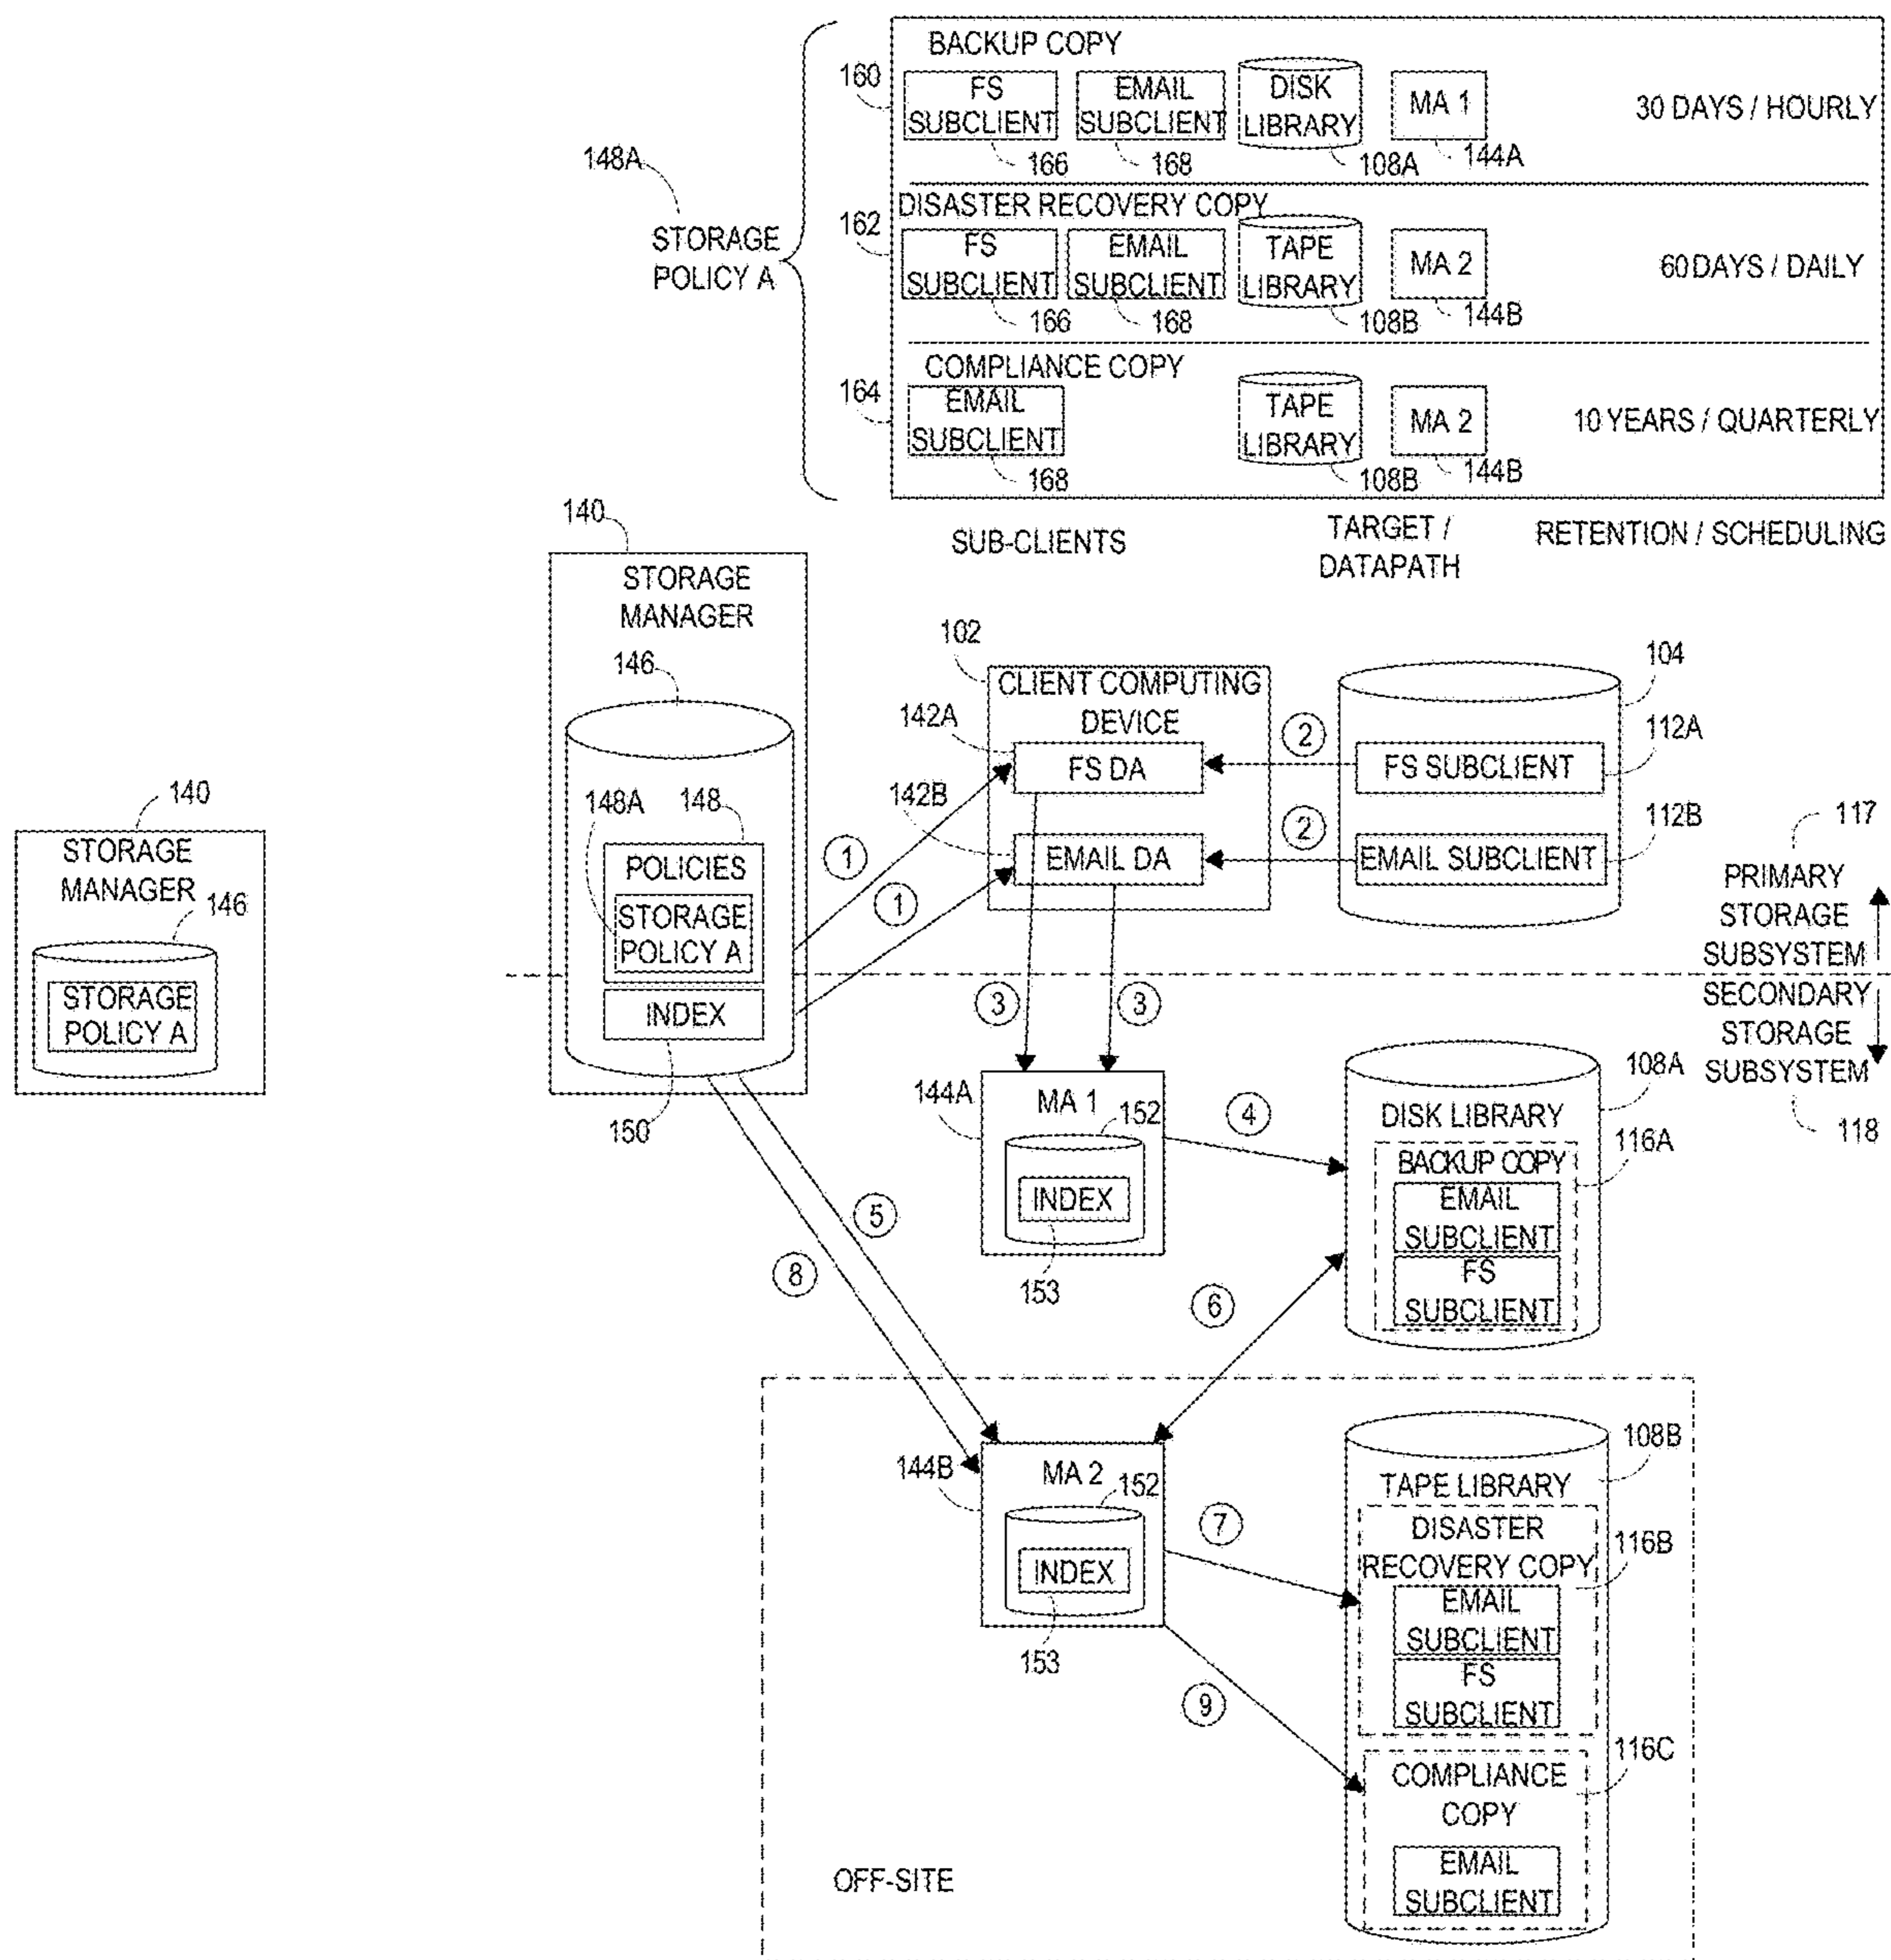 BACKUP COPY
160
FS
SUBCLIENT
166
EMAIL
SUBCLIENT
168
DISK
LIBRARY
108A
MA 1
144A
30 DAYS / HOURLY
148A
STORAGE
POLICY A
DISASTER RECOVERY COPY
162
FS
SUBCLIENT
166
EMAIL
SUBCLIENT
168
TAPE
LIBRARY
108B
MA 2
144B
60 DAYS / DAILY
COMPLIANCE COPY
164
EMAIL
SUBCLIENT
168
TAPE
LIBRARY
108B
MA 2
144B
10 YEARS / QUARTERLY
SUB-CLIENTS
TARGET /
DATAPATH
RETENTION / SCHEDULING
140
STORAGE
MANAGER
146
STORAGE
POLICY A
140
STORAGE
MANAGER
146
148A
148
POLICIES
STORAGE
POLICY A
INDEX
150
102
CLIENT COMPUTING
DEVICE
142A
FS DA
142B
EMAIL DA
104
FS SUBCLIENT
112A
EMAIL SUBCLIENT
112B
1
1
2
2
117
PRIMARY
STORAGE
SUBSYSTEM
SECONDARY
STORAGE
SUBSYSTEM
118
3
3
144A
MA 1
152
INDEX
153
4
108A
DISK LIBRARY
116A
BACKUP COPY
EMAIL
SUBCLIENT
FS
SUBCLIENT
5
8
6
144B
MA 2
152
INDEX
153
7
9
108B
TAPE LIBRARY
DISASTER
RECOVERY COPY
116B
EMAIL
SUBCLIENT
FS
SUBCLIENT
116C
COMPLIANCE
COPY
EMAIL
SUBCLIENT
OFF-SITE